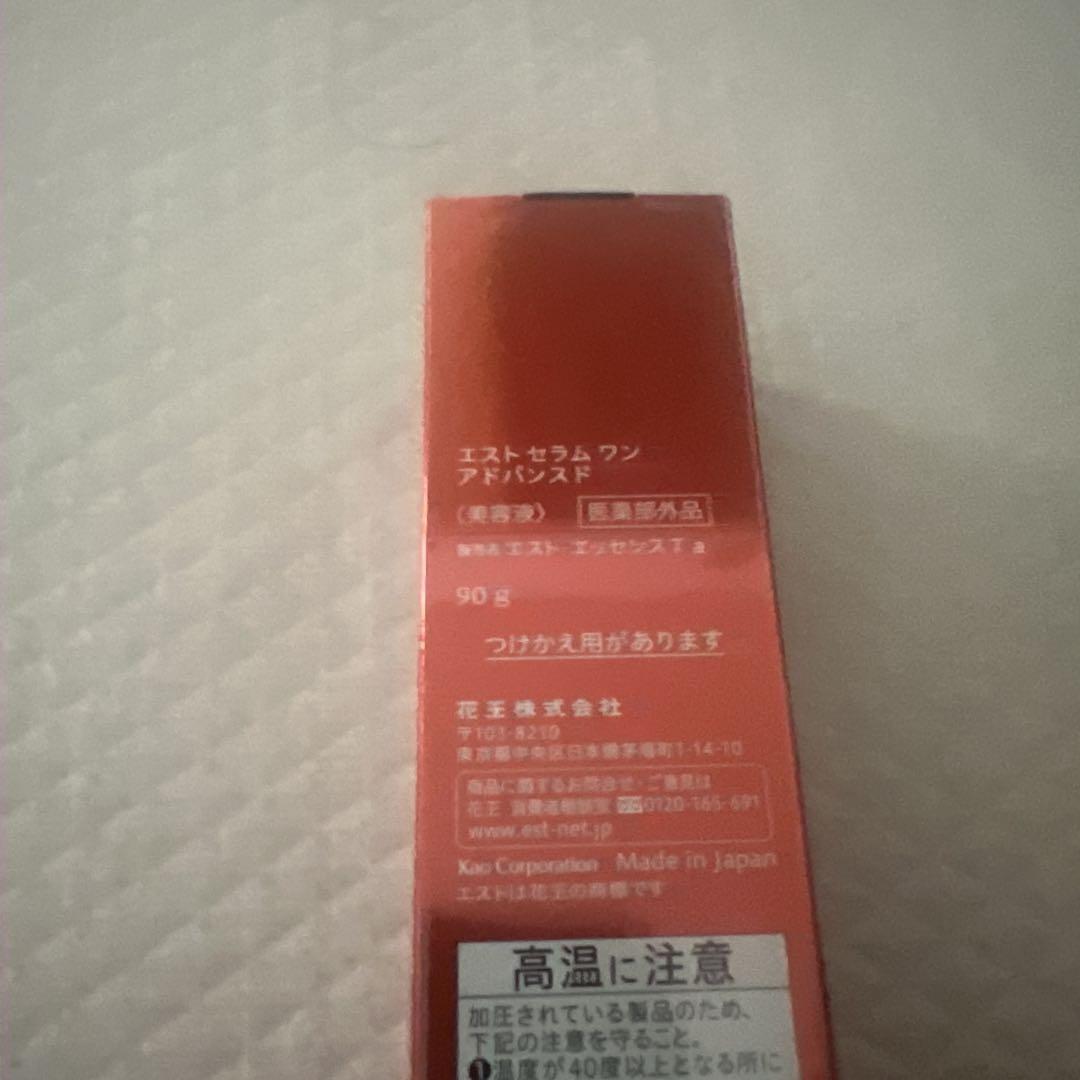 エスト セラム ワン
アドバンスド
〈美容液〉 医薬部外品
販売名 エスト エッセンスT a
90 g
つけかえ用があります
花王株式会社
〒103-8210
東京都中央区日本橋茅場町1-14-10
商品に関するお問合せ・ご意見は
花王 消費者相談室 0120-165-691
www.est-net.jp
Kao Corporation Made in Japan
エストは花王の商標です
高温に注意
加圧されている製品のため、
下記の注意を守ること。
❶温度が40度以上となる所に